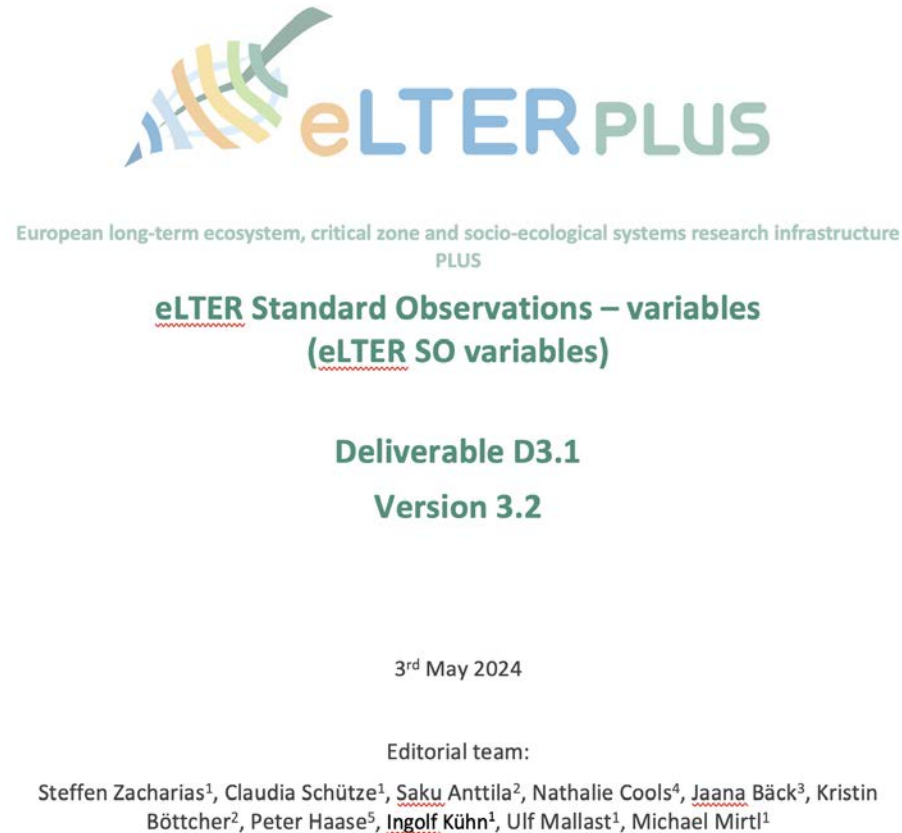 eLTER PLUS
European long-term ecosystem, critical zone and socio-ecological systems research infrastructure
PLUS
eLTER Standard Observations – variables
(eLTER SO variables)
Deliverable D3.1
Version 3.2
3rd May 2024
Editorial team:
Steffen Zacharias1, Claudia Schütze1, Saku Anttila2, Nathalie Cools4, Jaana Bäck3, Kristin
Böttcher2, Peter Haase5, Ingolf Kühn1, Ulf Mallast1, Michael Mirtl1